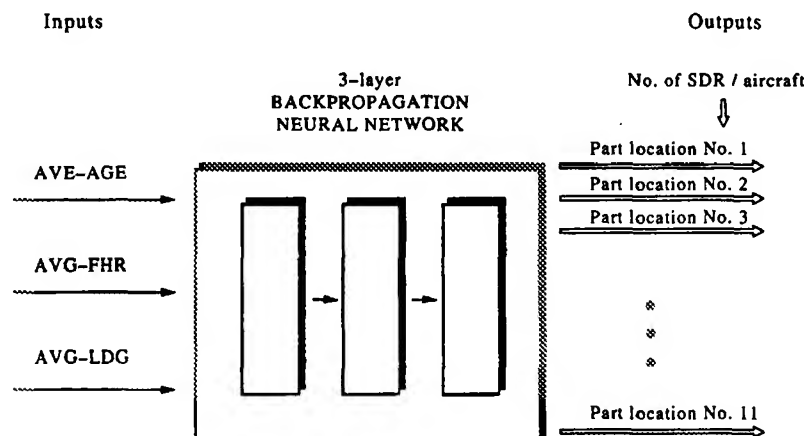 Inputs
Outputs
3-layer
BACKPROPAGATION
NEURAL NETWORK
No. of SDR / aircraft
AVE-AGE
AVG-FHR
AVG-LDG
Part location No. 1
Part location No. 2
Part location No. 3
Part location No. 11